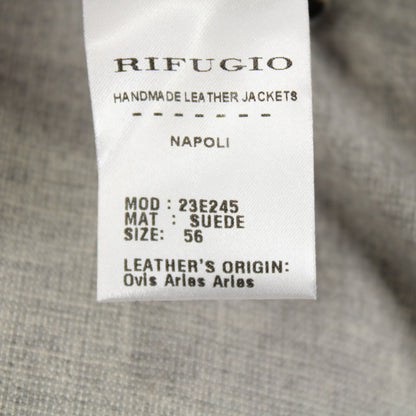 RIFUGIO
HANDMADE LEATHER JACKETS
- - - - - - -
NAPOLI
MOD : 23E245
MAT : SUEDE
SIZE: 56
LEATHER'S ORIGIN:
Ovis Aries Aries